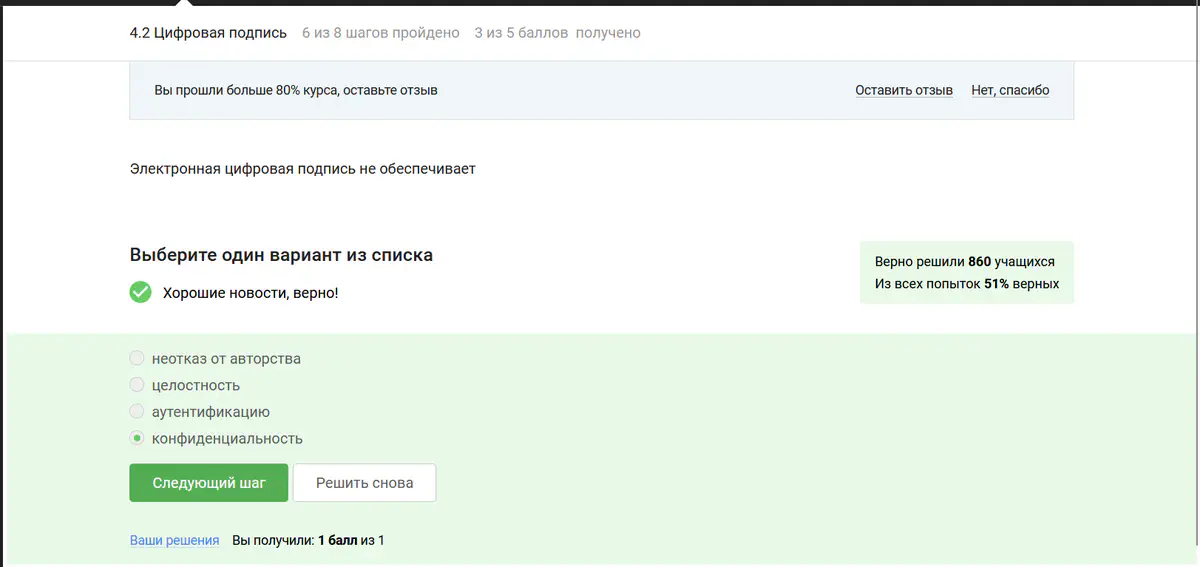 4.2 Цифровая подпись 6 из 8 шагов пройдено 3 из 5 баллов получено
Вы прошли больше 80% курса, оставьте отзыв Оставить отзыв Нет, спасибо
Электронная цифровая подпись не обеспечивает
Выберите один вариант из списка
Хорошие новости, верно!
Верно решили 860 учащихся
Из всех попыток 51% верных
неотказ от авторства
целостность
аутентификацию
конфиденциальность
Следующий шаг Решить снова
Ваши решения Вы получили: 1 балл из 1